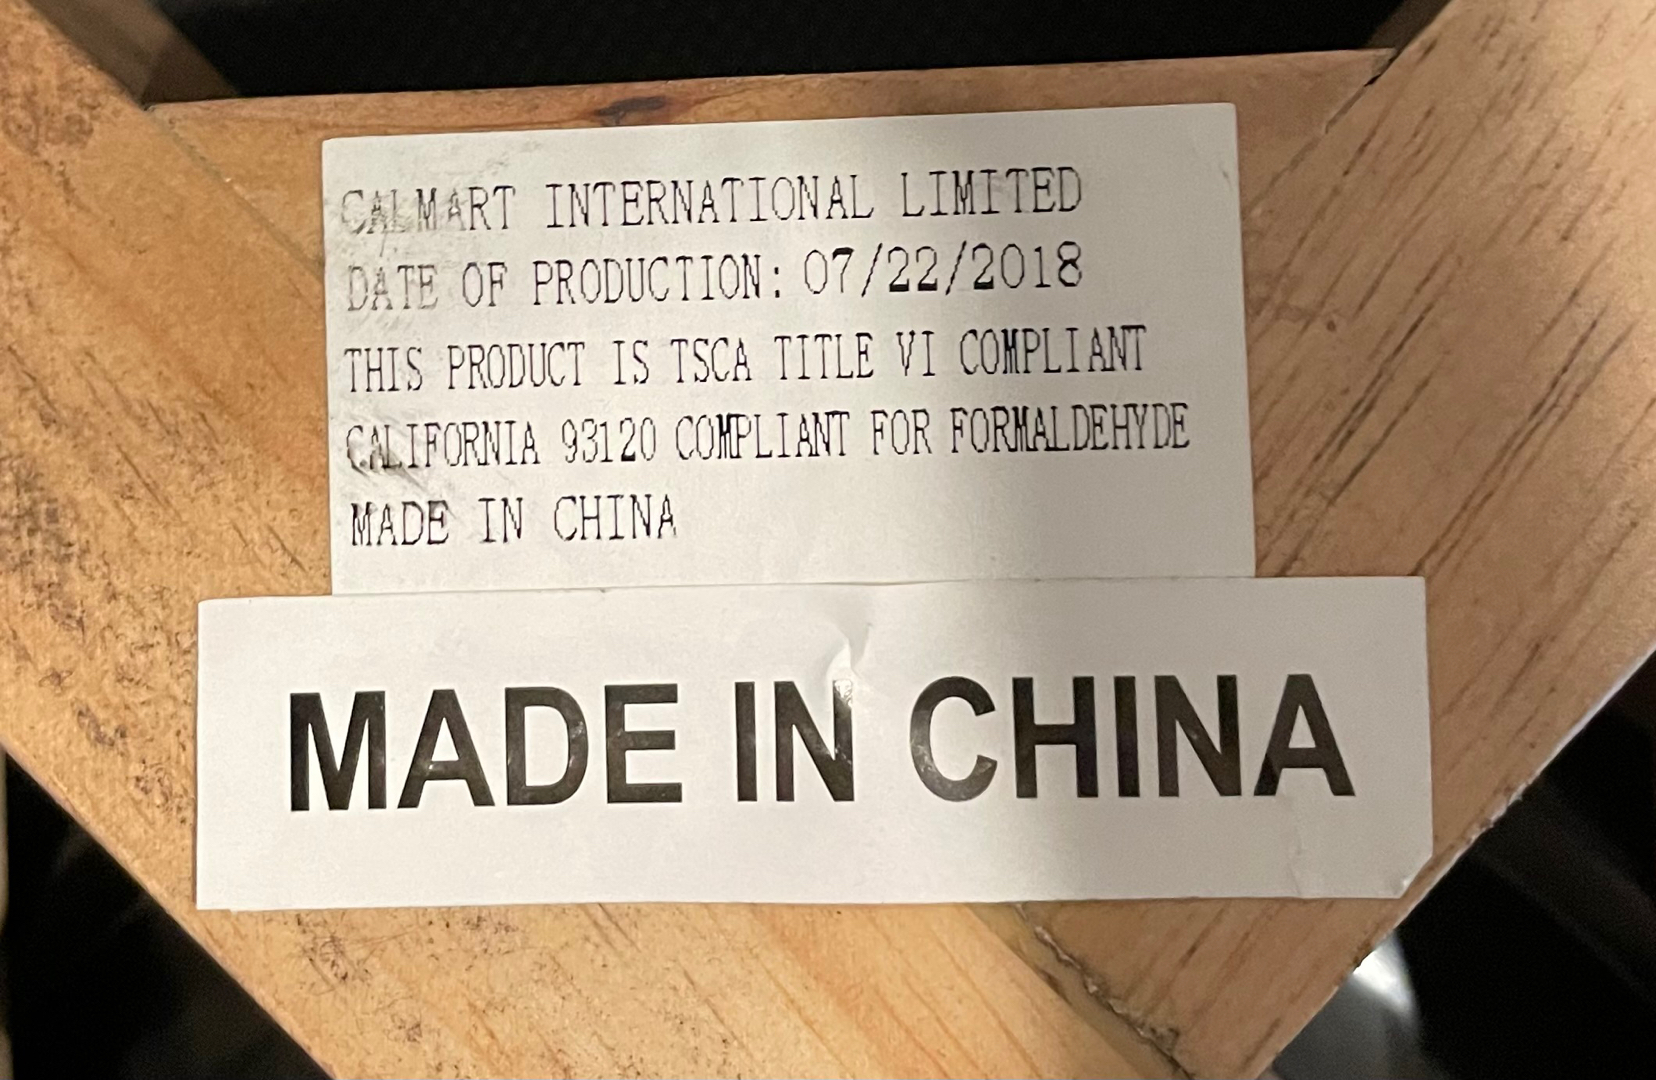 CALMART INTERNATIONAL LIMITED
DATE OF PRODUCTION: 07/22/2018
THIS PRODUCT IS TSCA TITLE VI COMPLIANT
CALIFORNIA 93120 COMPLIANT FOR FORMALDEHYDE
MADE IN CHINA
MADE IN CHINA